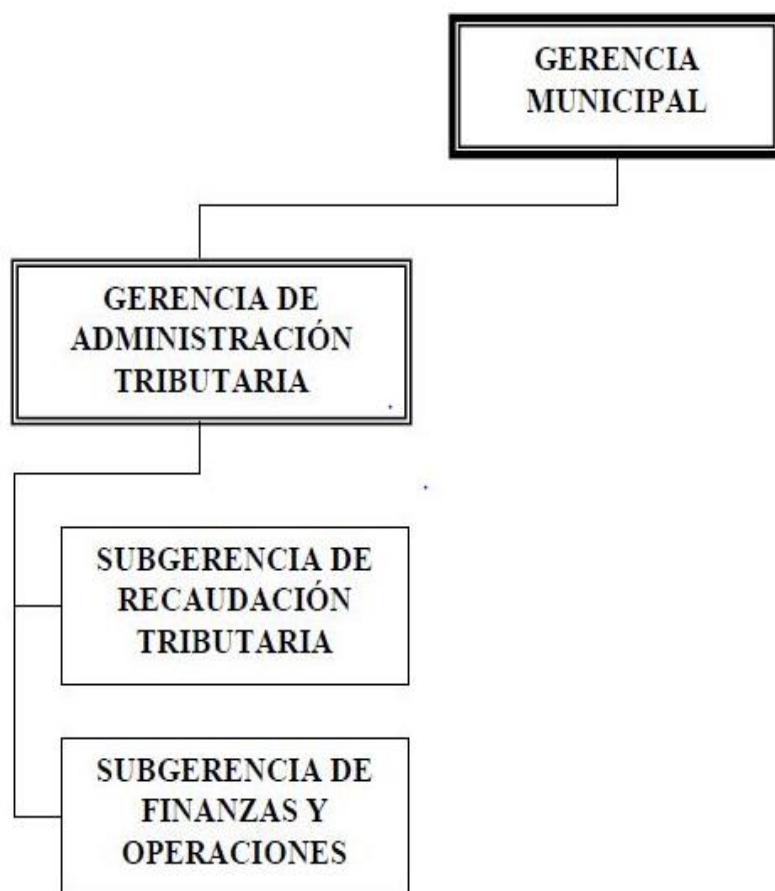 GERENCIA
MUNICIPAL
GERENCIA DE
ADMINISTRACIÓN
TRIBUTARIA
SUBGERENCIA DE
RECAUDACIÓN
TRIBUTARIA
SUBGERENCIA DE
FINANZAS Y
OPERACIONES